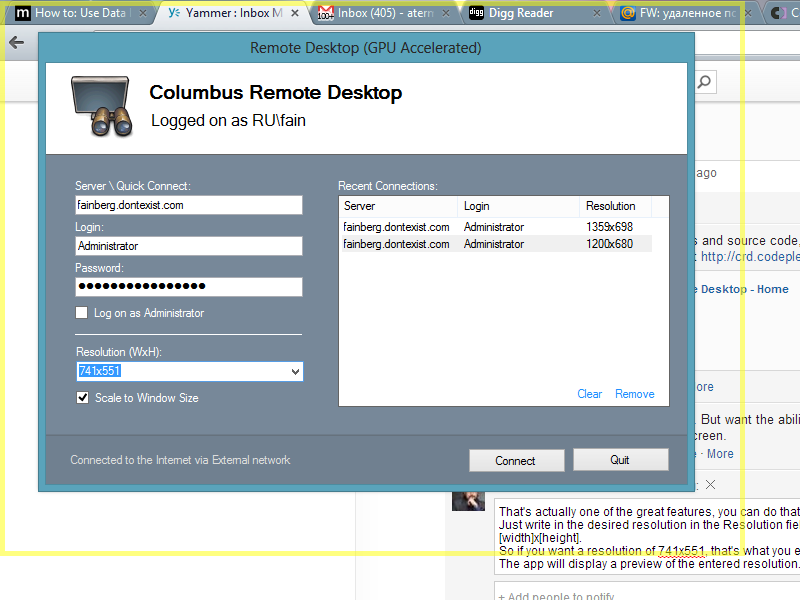 How to: Use Data
Yammer : Inbox M
100+
Inbox (405) - atern
digg
Digg Reader
FW: удаленное по
Remote Desktop (GPU Accelerated)
Columbus Remote Desktop
Logged on as RU\fain
ago
Server \ Quick Connect:
fainberg.dontexist.com
Login:
Administrator
Password:
Log on as Administrator
Resolution (WxH):
741x551
Scale to Window Size
Recent Connections:
Server Login Resolution
fainberg.dontexist.com Administrator 1359x698
fainberg.dontexist.com Administrator 1200x680
Clear Remove
Connected to the Internet via External network
Connect
Quit
s and source code,
http://crd.codeple
e Desktop - Home
ore
. But want the abili
creen.
· More
That's actually one of the great features, you can do that
Just write in the desired resolution in the Resolution fiel
[width]x[height].
So if you want a resolution of 741x551, that's what you e
The app will display a preview of the entered resolution.
+ Add people to notify